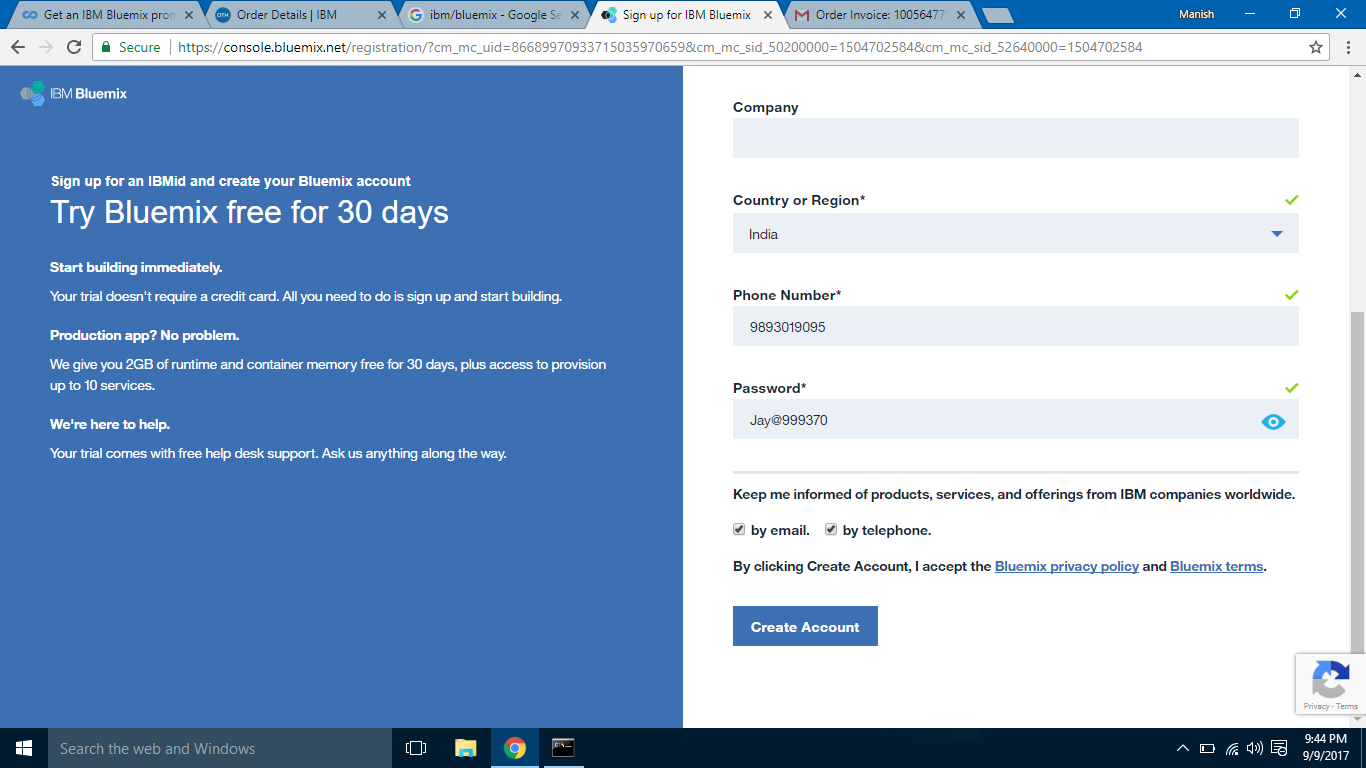 Get an IBM Bluemix pron
Order Details | IBM
ibm/bluemix - Google Se
Sign up for IBM Bluemix
Order Invoice: 10056477
Manish
Secure
https://console.bluemix.net/registration/?cm_mc_uid=86689970933715035970659&cm_mc_sid_50200000=1504702584&cm_mc_sid_52640000=1504702584
IBM Bluemix
Sign up for an IBMid and create your Bluemix account
Try Bluemix free for 30 days
Start building immediately.
Your trial doesn't require a credit card. All you need to do is sign up and start building.
Production app? No problem.
We give you 2GB of runtime and container memory free for 30 days, plus access to provision
up to 10 services.
We're here to help.
Your trial comes with free help desk support. Ask us anything along the way.
Company
Country or Region*
India
Phone Number*
9893019095
Password*
Jay@999370
Keep me informed of products, services, and offerings from IBM companies worldwide.
by email. by telephone.
By clicking Create Account, I accept the Bluemix privacy policy and Bluemix terms.
Create Account
Privacy - Terms
Search the web and Windows
9:44 PM
9/9/2017